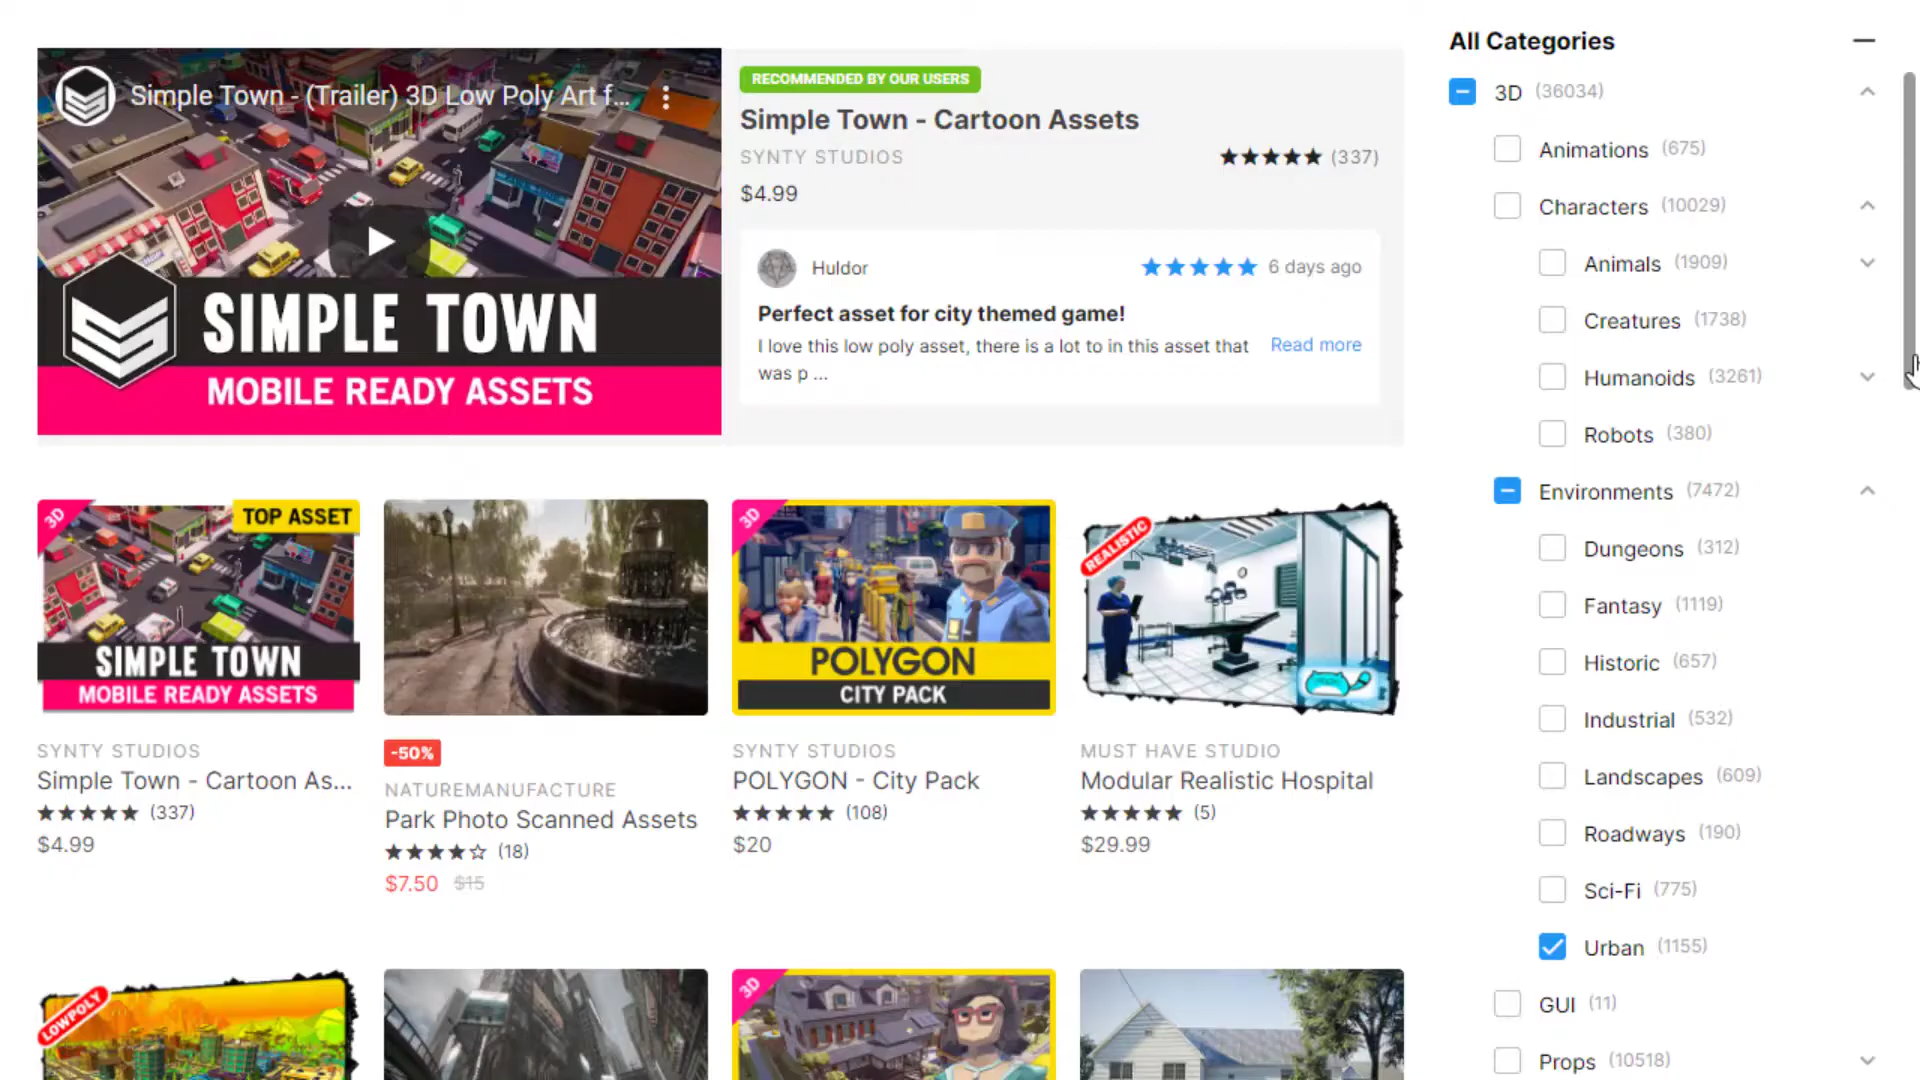 Simple Town - (Trailer) 3D Low Poly Art f...
SIMPLE TOWN
MOBILE READY ASSETS
RECOMMENDED BY OUR USERS
Simple Town - Cartoon Assets
SYNTY STUDIOS
(337)
$4.99
Huldor
6 days ago
Perfect asset for city themed game!
I love this low poly asset, there is a lot to in this asset that
was p ...
Read more
3D
TOP ASSET
SIMPLE TOWN
MOBILE READY ASSETS
SYNTY STUDIOS
Simple Town - Cartoon As...
(337)
$4.99
-50%
NATUREMANUFACTURE
Park Photo Scanned Assets
(18)
$7.50 $15
3D
POLYGON
CITY PACK
SYNTY STUDIOS
POLYGON - City Pack
(108)
$20
REALISTIC
MUST HAVE STUDIO
Modular Realistic Hospital
(5)
$29.99
LOWPOLY
3D
All Categories
3D (36034)
Animations (675)
Characters (10029)
Animals (1909)
Creatures (1738)
Humanoids (3261)
Robots (380)
Environments (7472)
Dungeons (312)
Fantasy (1119)
Historic (657)
Industrial (532)
Landscapes (609)
Roadways (190)
Sci-Fi (775)
Urban (1155)
GUI (11)
Props (10518)